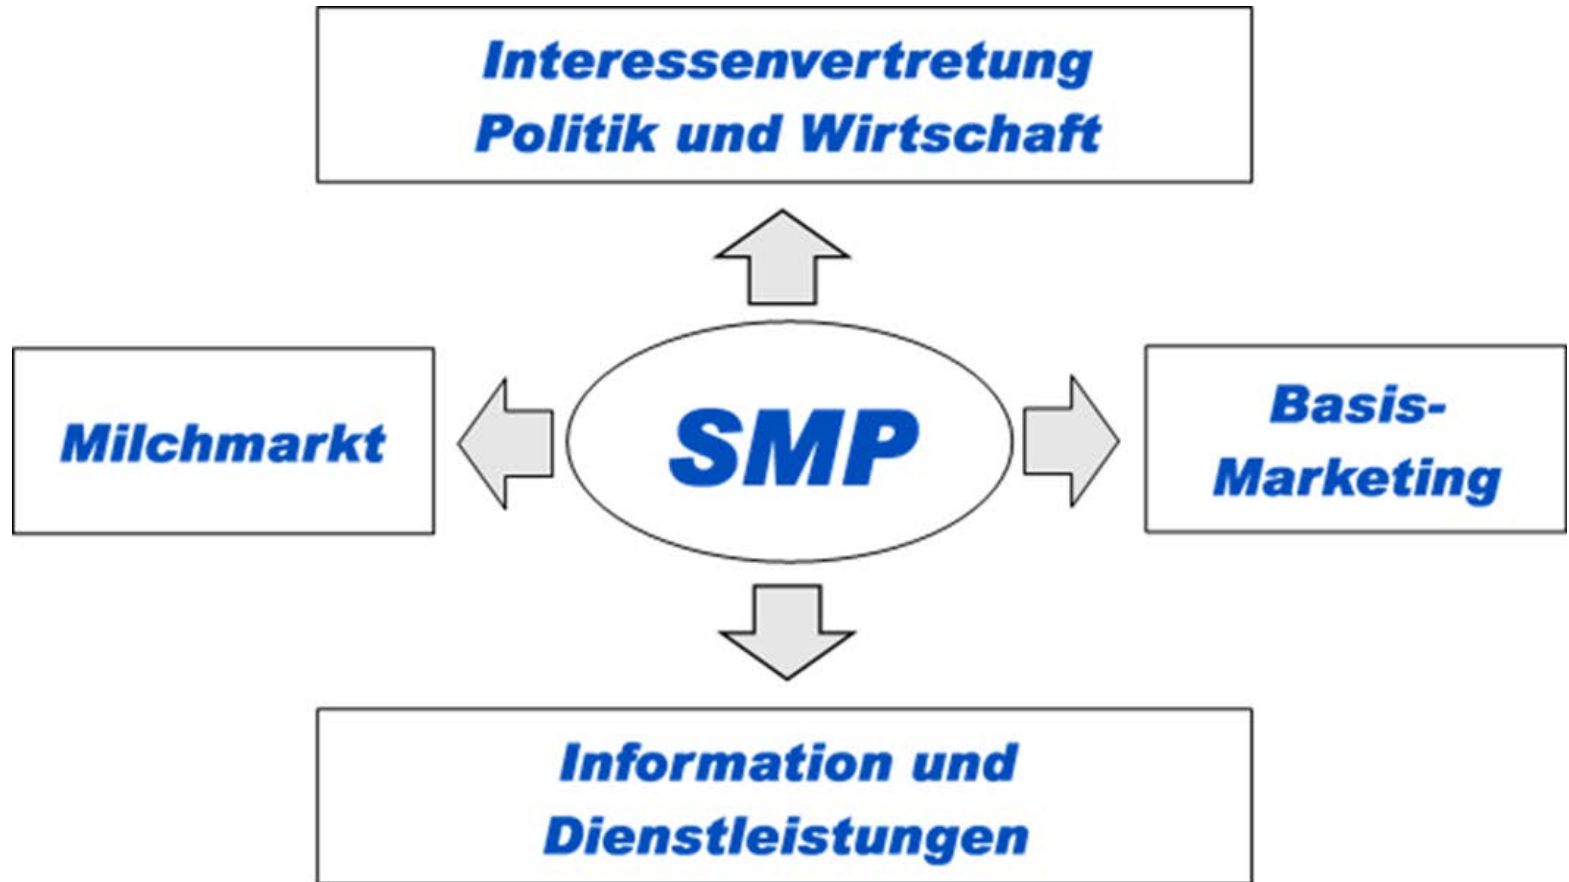 Interessenvertretung
Politik und Wirtschaft
Milchmarkt
SMP
Basis-
Marketing
Information und
Dienstleistungen